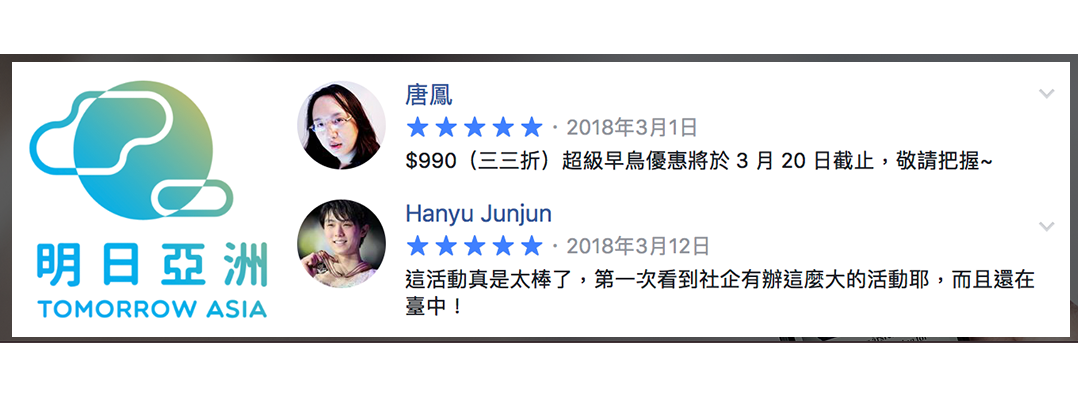 明日亞洲
TOMORROW ASIA
唐鳳
★★★★★ · 2018年3月1日
$990（三三折）超級早鳥優惠將於 3 月 20 日截止，敬請把握~
Hanyu Junjun
★★★★★ · 2018年3月12日
這活動真是太棒了，第一次看到社企有辦這麼大的活動耶，而且還在
臺中！